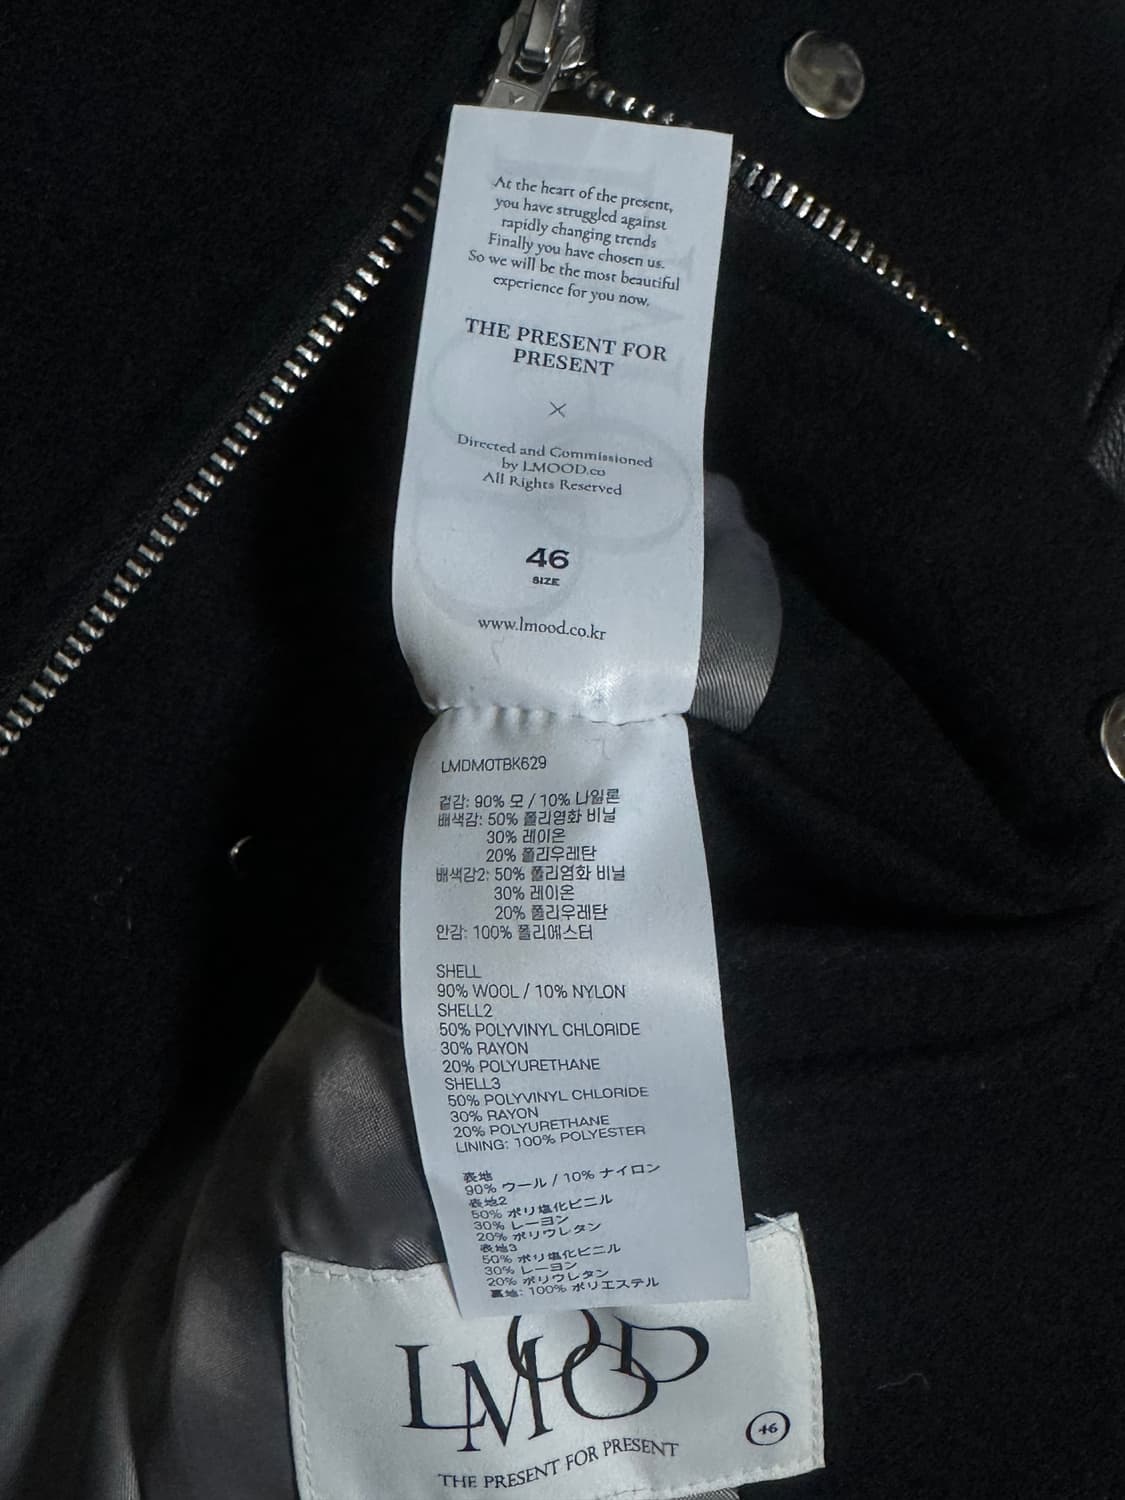 At the heart of the present,
you have struggled against
rapidly changing trends
Finally you have chosen us.
So we will be the most beautiful
experience for you now.
THE PRESENT FOR
PRESENT
×
Directed and Commissioned
by LMOOD.co
All Rights Reserved
46
SIZE
www.lmood.co.kr
LMDMOTBK629
겉감: 90% 모 / 10% 나일론
배색감: 50% 폴리염화 비닐
30% 레이온
20% 폴리우레탄
배색감2: 50% 폴리염화 비닐
30% 레이온
20% 폴리우레탄
안감: 100% 폴리에스터
SHELL
90% WOOL / 10% NYLON
SHELL2
50% POLYVINYL CHLORIDE
30% RAYON
20% POLYURETHANE
SHELL3
50% POLYVINYL CHLORIDE
30% RAYON
20% POLYURETHANE
LINING: 100% POLYESTER
表地
90% ウール / 10% ナイロン
表地2
50% ポリ塩化ビニル
30% レーヨン
20% ポリウレタン
表地3
50% ポリ塩化ビニル
30% レーヨン
20% ポリウレタン
裏地: 100% ポリエステル
LMOOD
46
THE PRESENT FOR PRESENT